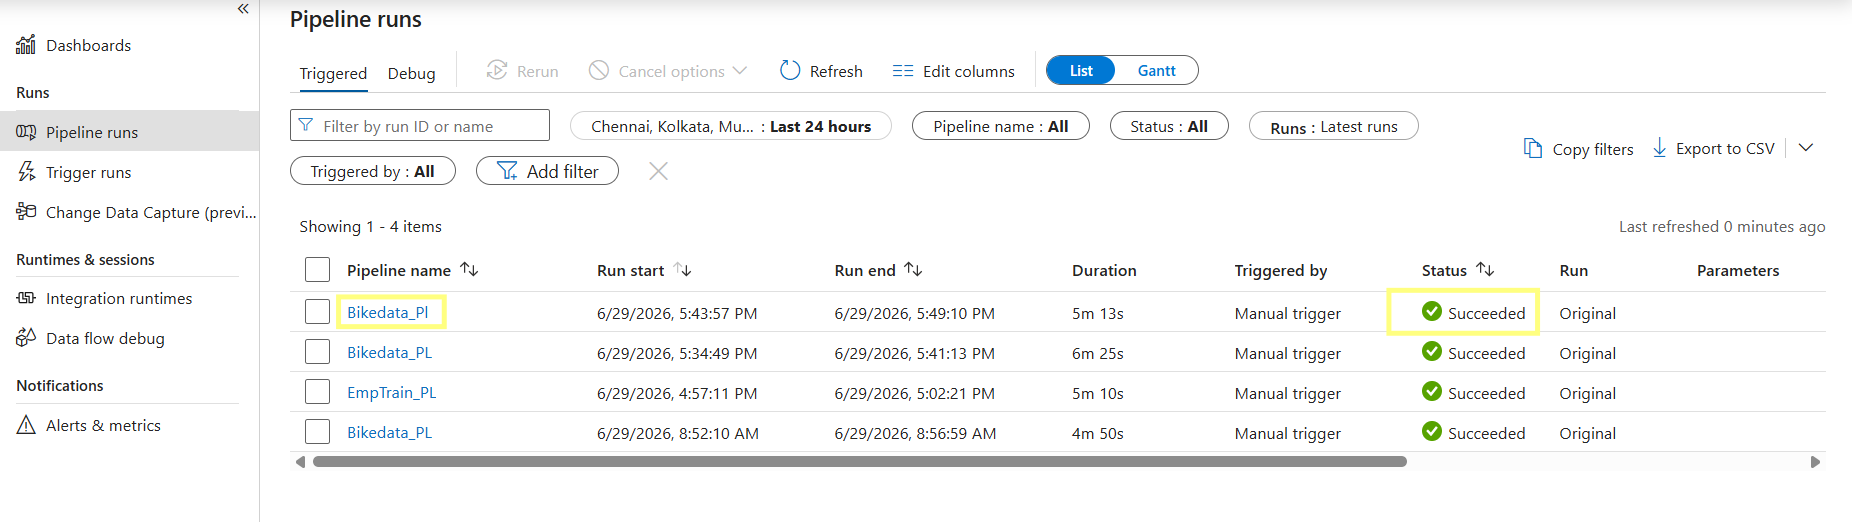 Pipeline runs
Dashboards
Triggered Debug Rerun Cancel options Refresh Edit columns List Gantt
Runs
Pipeline runs
Trigger runs
Change Data Capture (previ...
Runtimes & sessions
Integration runtimes
Data flow debug
Notifications
Alerts & metrics
Filter by run ID or name Chennai, Kolkata, Mu... : Last 24 hours Pipeline name : All Status : All Runs : Latest runs
Copy filters Export to CSV
Triggered by : All Add filter
Showing 1 - 4 items Last refreshed 0 minutes ago
Pipeline name Run start Run end Duration Triggered by Status Run Parameters
Bikedata_Pl 6/29/2026, 5:43:57 PM 6/29/2026, 5:49:10 PM 5m 13s Manual trigger Succeeded Original
Bikedata_PL 6/29/2026, 5:34:49 PM 6/29/2026, 5:41:13 PM 6m 25s Manual trigger Succeeded Original
EmpTrain_PL 6/29/2026, 4:57:11 PM 6/29/2026, 5:02:21 PM 5m 10s Manual trigger Succeeded Original
Bikedata_PL 6/29/2026, 8:52:10 AM 6/29/2026, 8:56:59 AM 4m 50s Manual trigger Succeeded Original